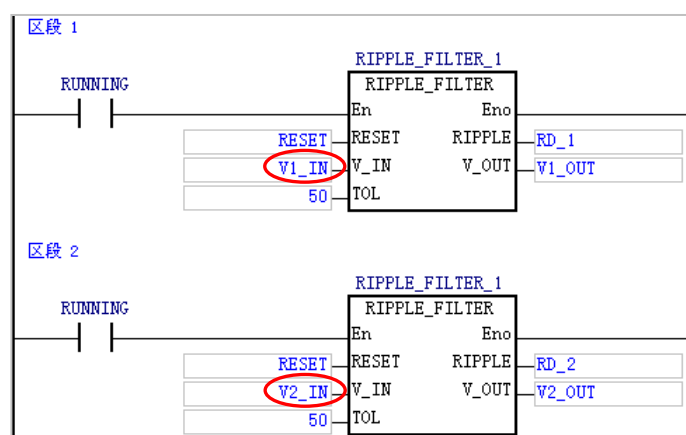 区段 1
RIPPLE_FILTER_1
RUNNING
RIPPLE_FILTER
En Eno
RESET RESET RIPPLE RD_1
V1_IN V_IN V_OUT V1_OUT
50 TOL
区段 2
RIPPLE_FILTER_1
RUNNING
RIPPLE_FILTER
En Eno
RESET RESET RIPPLE RD_2
V2_IN V_IN V_OUT V2_OUT
50 TOL